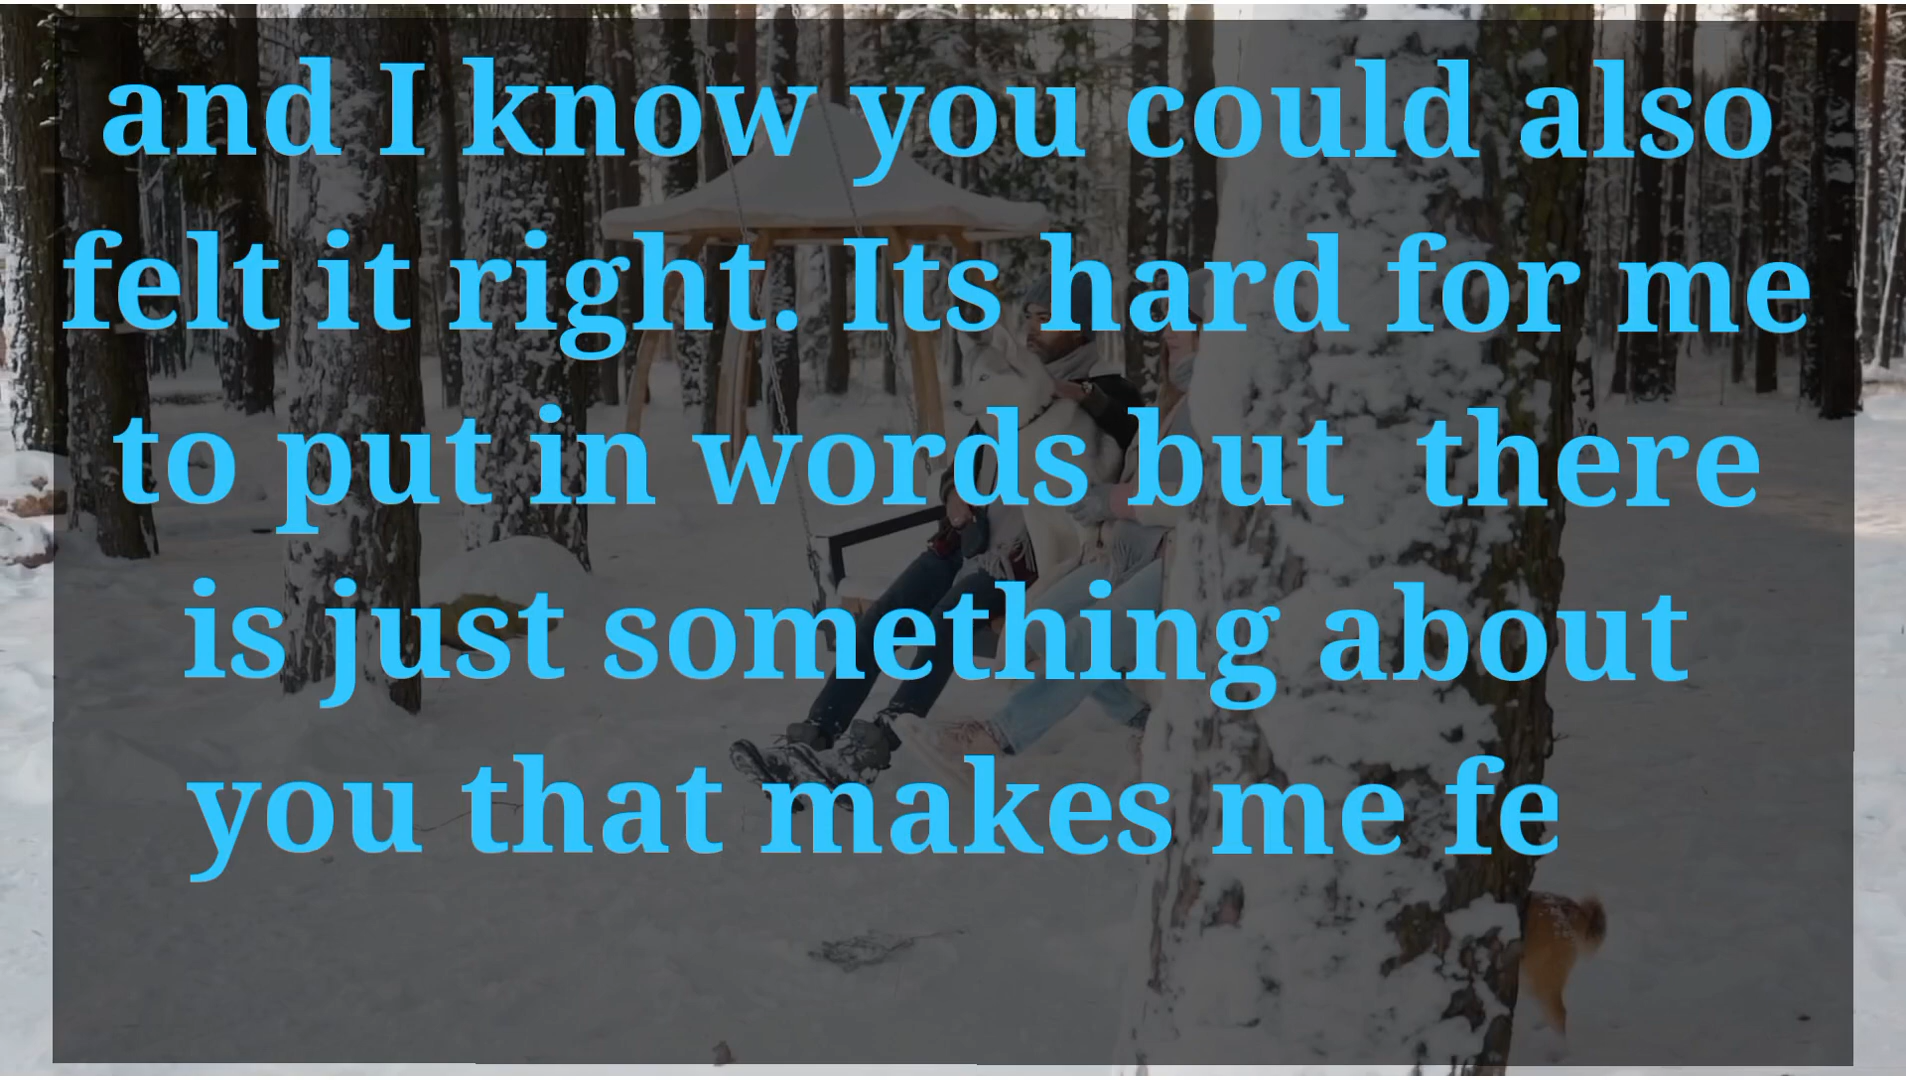 and I know you could also
felt it right. Its hard for me
to put in words but  there
is just something about
you that makes me fe